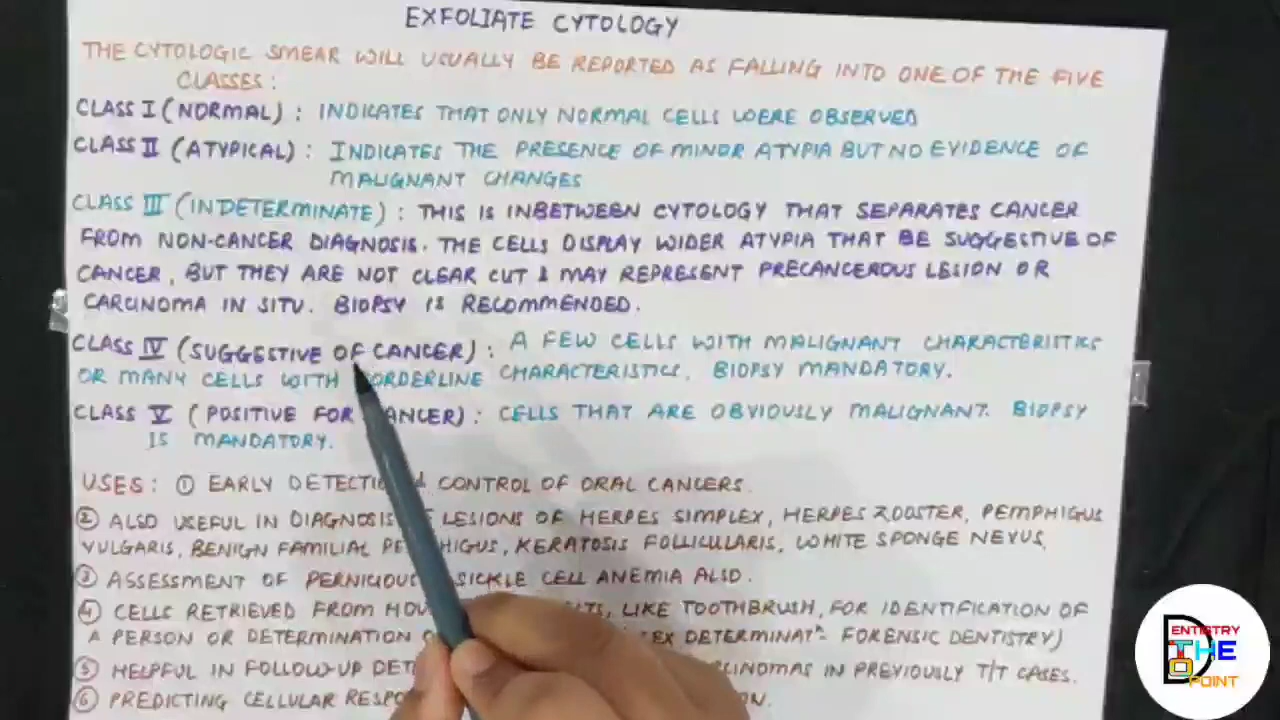 EXFOLIATE CYTOLOGY
THE CYTOLOGIC SMEAR WILL USUALLY BE REPORTED AS FALLING INTO ONE OF THE FIVE
CLASSES:
CLASS I (NORMAL) : INDICATES THAT ONLY NORMAL CELLS WERE OBSERVED
CLASS II (ATYPICAL) : INDICATES THE PRESENCE OF MINOR ATYPIA BUT NO EVIDENCE OF
MALIGNANT CHANGES
CLASS III (INDETERMINATE) : THIS IS INBETWEEN CYTOLOGY THAT SEPARATES CANCER
FROM NON-CANCER DIAGNOSIS. THE CELLS DISPLAY WIDER ATYPIA THAT BE SUGGESTIVE OF
CANCER, BUT THEY ARE NOT CLEAR CUT & MAY REPRESENT PRECANCEROUS LESION OR
CARCINOMA IN SITU. BIOPSY IS RECOMMENDED.
CLASS IV (SUGGESTIVE OF CANCER) : A FEW CELLS WITH MALIGNANT CHARACTERISTICS
OR MANY CELLS WITH BORDERLINE CHARACTERISTICS. BIOPSY MANDATORY.
CLASS V (POSITIVE FOR CANCER) : CELLS THAT ARE OBVIOUSLY MALIGNANT. BIOPSY
IS MANDATORY.
USES: ① EARLY DETECTI CONTROL OF ORAL CANCERS.
② ALSO USEFUL IN DIAGNOSIS LESIONS OF HERPES SIMPLEX, HERPES ZOOSTER, PEMPHIGUS
VULGARIS, BENIGN FAMILIAL PEMPHIGUS, KERATOSIS FOLLICULARIS, WHITE SPONGE NEVUS,
③ ASSESSMENT OF PERNICIOUS SICKLE CELL ANEMIA ALSO.
④ CELLS RETRIEVED FROM LIKE TOOTHBRUSH, FOR IDENTIFICATION OF
A PERSON OR DETERMINATION SEX DETERMINATⁿ FORENSIC DENTISTRY)
⑤ HELPFUL IN FOLLOW-UP CARCINOMAS IN PREVIOUSLY T/T CASES.
⑥ PREDICTING CELLULAR
DENTISTRY
THE
TO
POINT